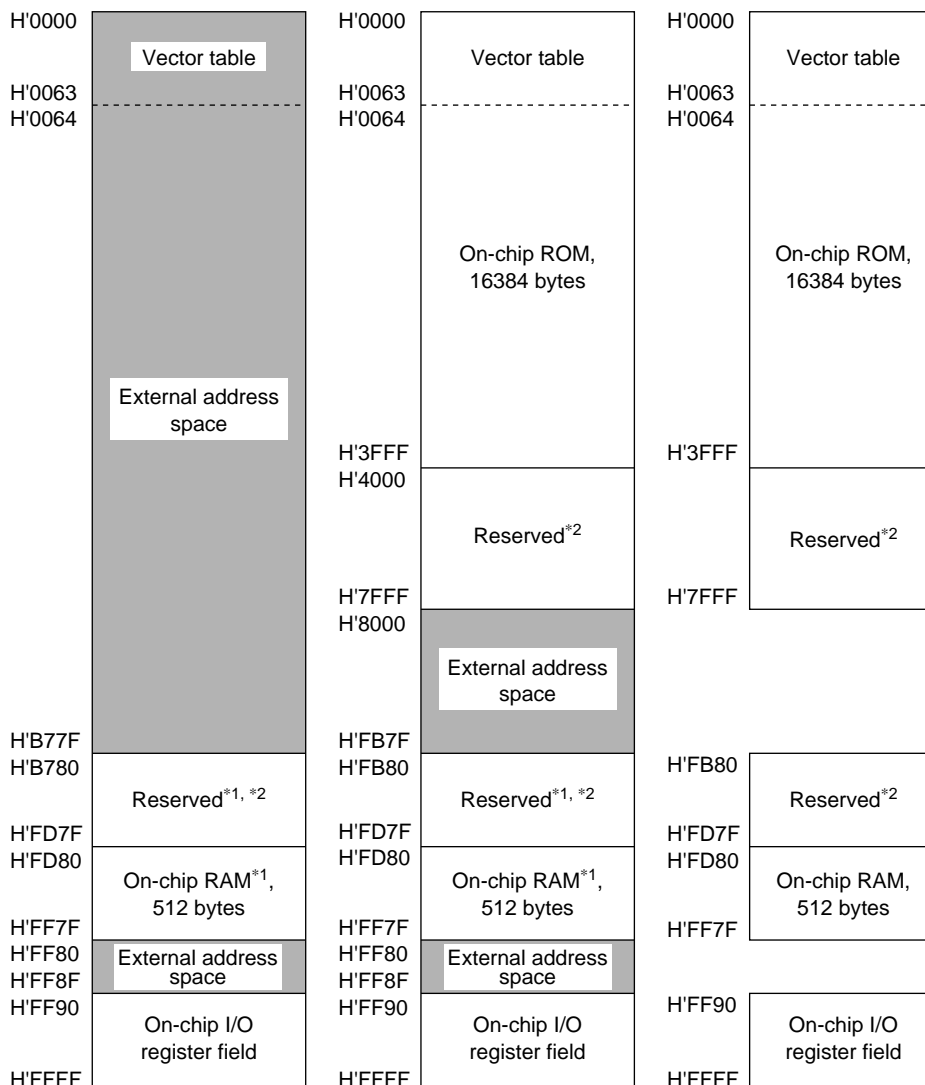 H'0000
Vector table
H'0063
H'0064
External address
space
H'B77F
H'B780
Reserved*1, *2
H'FD7F
H'FD80
On-chip RAM*1,
512 bytes
H'FF7F
H'FF80
External address
space
H'FF8F
H'FF90
On-chip I/O
register field
H'FFFF
H'0000
Vector table
H'0063
H'0064
On-chip ROM,
16384 bytes
H'3FFF
H'4000
Reserved*2
H'7FFF
H'8000
External address
space
H'FB7F
H'FB80
Reserved*1, *2
H'FD7F
H'FD80
On-chip RAM*1,
512 bytes
H'FF7F
H'FF80
External address
space
H'FF8F
H'FF90
On-chip I/O
register field
H'FFFF
H'0000
Vector table
H'0063
H'0064
On-chip ROM,
16384 bytes
H'3FFF
Reserved*2
H'7FFF
H'FB80
Reserved*2
H'FD7F
H'FD80
On-chip RAM,
512 bytes
H'FF7F
H'FF90
On-chip I/O
register field
H'FFFF